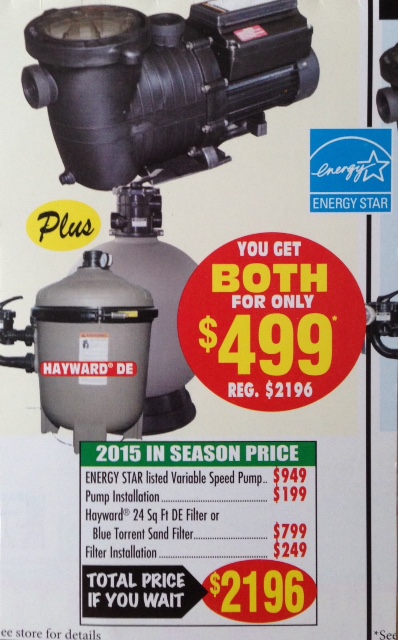 energy
ENERGY STAR
Plus
YOU GET
BOTH
FOR ONLY
$499*
REG. $2196
HAYWARD® DE
2015 IN SEASON PRICE
ENERGY STAR listed Variable Speed Pump.. $949
Pump Installation........................ $199
Hayward® 24 Sq Ft DE Filter or
Blue Torrent Sand Filter................ $799
Filter Installation........................ $249
TOTAL PRICE
IF YOU WAIT
$2196
ee store for details
*See